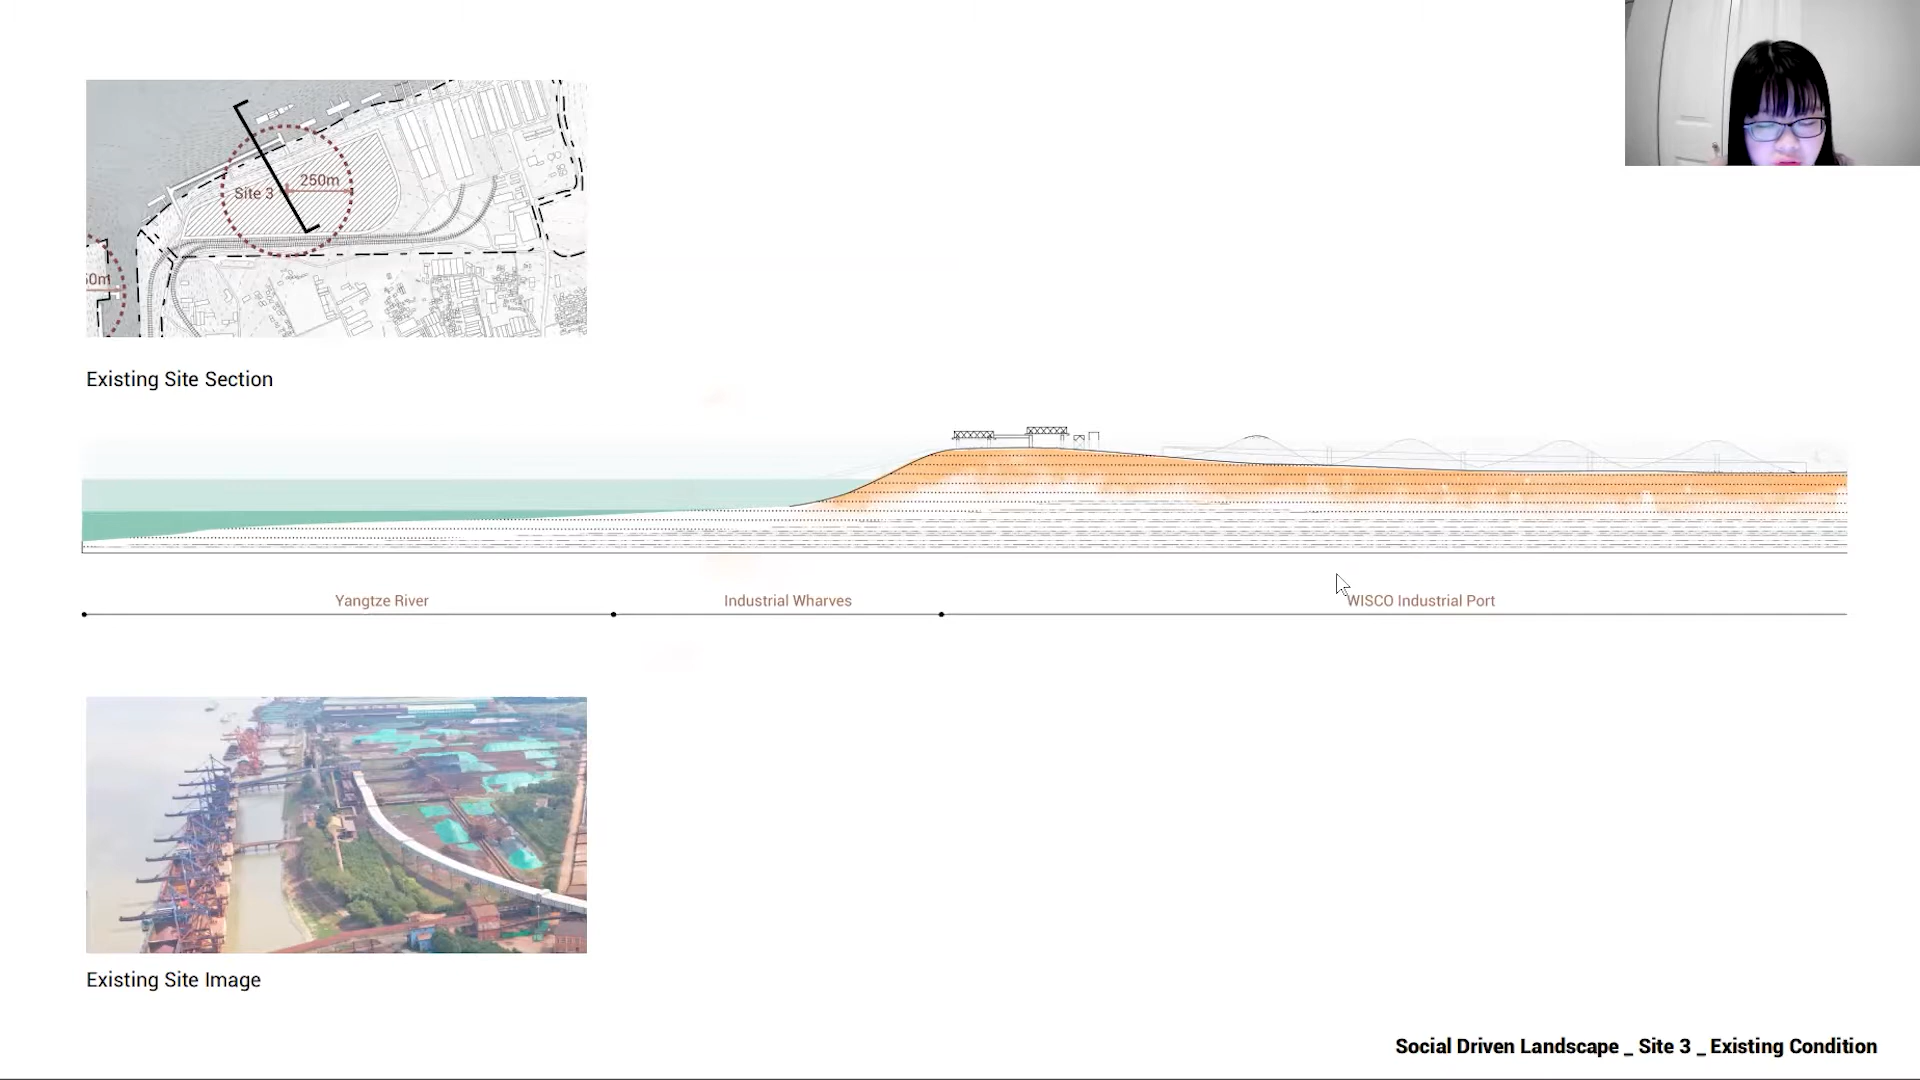 Site 3
250m
50m
Existing Site Section
Yangtze River
Industrial Wharves
WISCO Industrial Port
Existing Site Image
Social Driven Landscape _ Site 3 _ Existing Condition